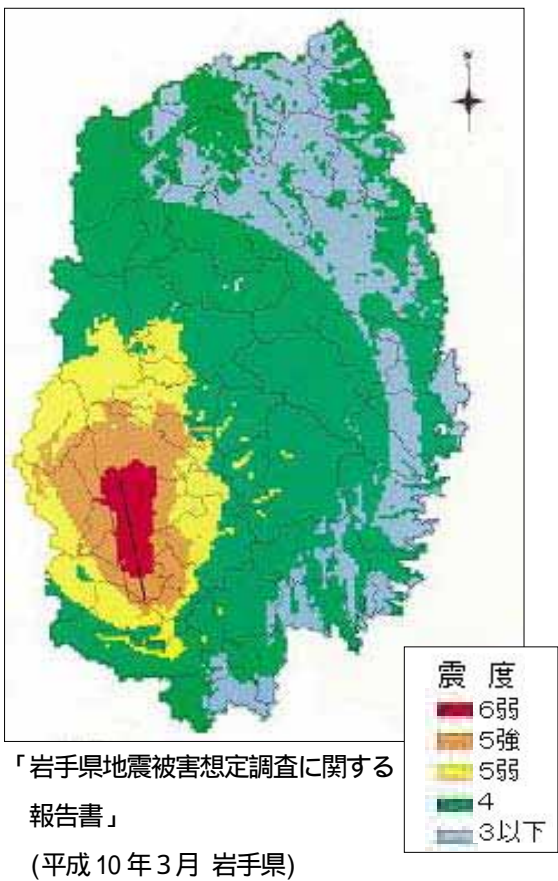 震 度
6弱
5強
5弱
4
3以下
「岩手県地震被害想定調査に関する
報告書」
(平成10年3月 岩手県)